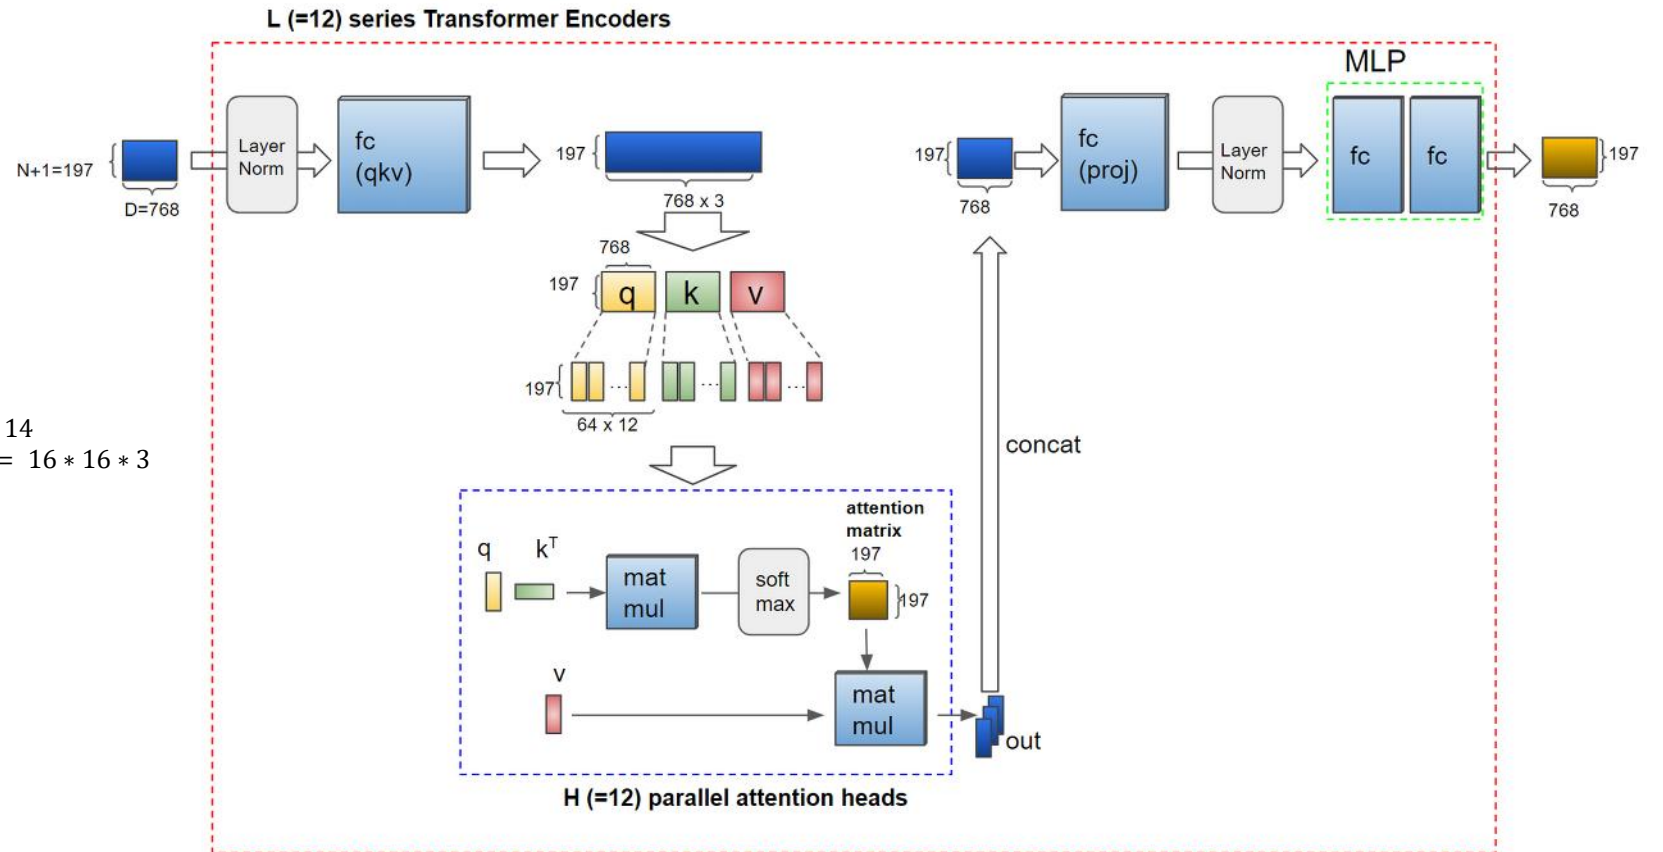 L (=12) series Transformer Encoders
MLP
N+1=197
D=768
Layer
Norm
fc
(qkv)
197
768 x 3
197
768
fc
(proj)
Layer
Norm
fc
fc
197
768
768
197
q
k
v
197
...
...
...
64 x 12
14
= 16 ∗ 16 ∗ 3
concat
q
kᵀ
mat
mul
soft
max
attention
matrix
197
197
v
mat
mul
out
H (=12) parallel attention heads